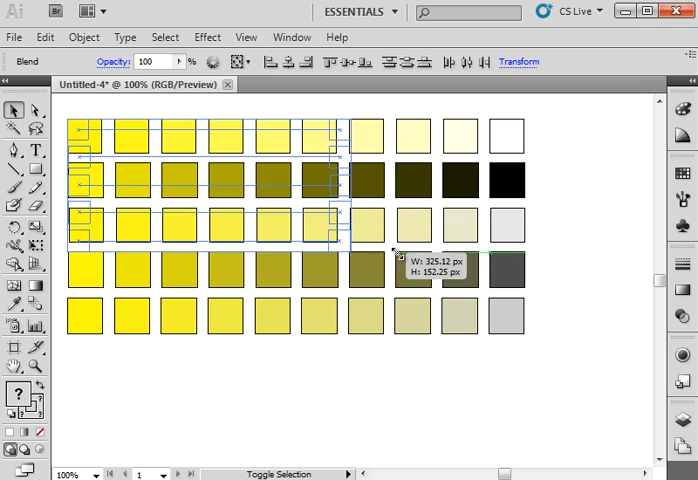 Ai Br ESSENTIALS CS Live
File Edit Object Type Select Effect View Window Help
Blend Opacity: 100 % Transform
Untitled-4* @ 100% (RGB/Preview)
T
W: 325.12 px
H: 152.25 px
? ?
100% 1 Toggle Selection